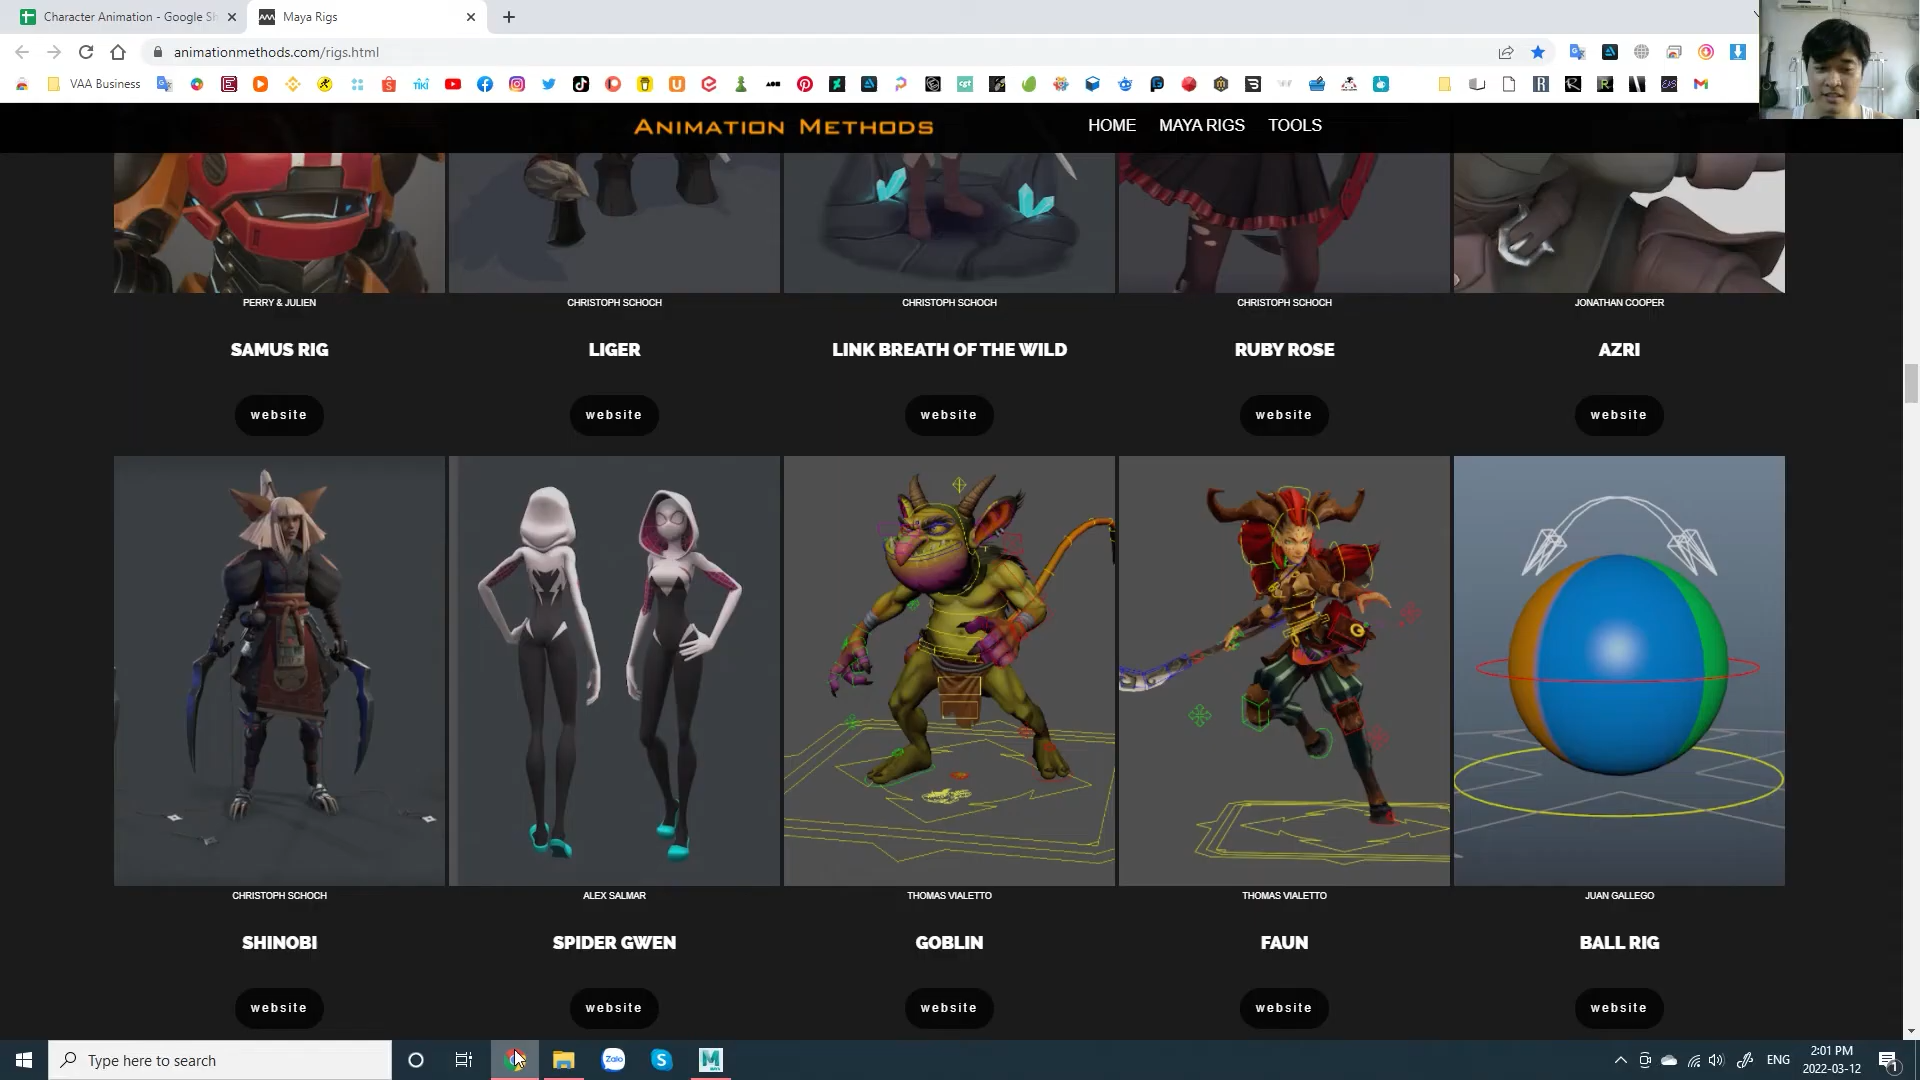 Character Animation - Google Sh
Maya Rigs
animationmethods.com/rigs.html
VAA Business
ANIMATION METHODS
HOME
MAYA RIGS
TOOLS
PERRY & JULIEN
CHRISTOPH SCHOCH
CHRISTOPH SCHOCH
CHRISTOPH SCHOCH
JONATHAN COOPER
SAMUS RIG
LIGER
LINK BREATH OF THE WILD
RUBY ROSE
AZRI
website
website
website
website
website
CHRISTOPH SCHOCH
ALEX SALMAR
THOMAS VIALETTO
THOMAS VIALETTO
JUAN GALLEGO
SHINOBI
SPIDER GWEN
GOBLIN
FAUN
BALL RIG
website
website
website
website
website
Type here to search
Zalo
ENG
2:01 PM
2022-03-12
1